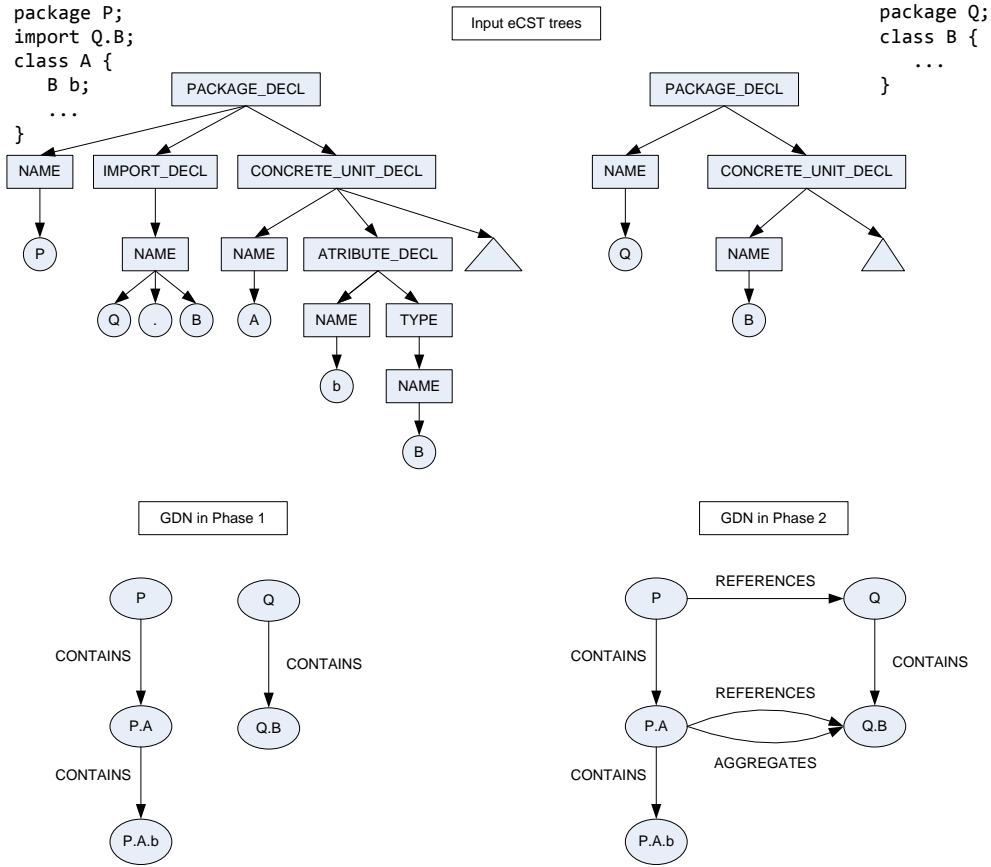 package P;
import Q.B;
class A {
B b;
...
}
Input eCST trees
package Q;
class B {
...
}
PACKAGE_DECL
NAME IMPORT_DECL CONCRETE_UNIT_DECL
P NAME NAME ATRIBUTE_DECL
Q . B A NAME TYPE
b NAME
B
PACKAGE_DECL
NAME CONCRETE_UNIT_DECL
Q NAME
B
GDN in Phase 1
P Q
CONTAINS CONTAINS
P.A Q.B
CONTAINS
P.A.b
GDN in Phase 2
REFERENCES
P Q
CONTAINS CONTAINS
REFERENCES
P.A Q.B
AGGREGATES
CONTAINS
P.A.b